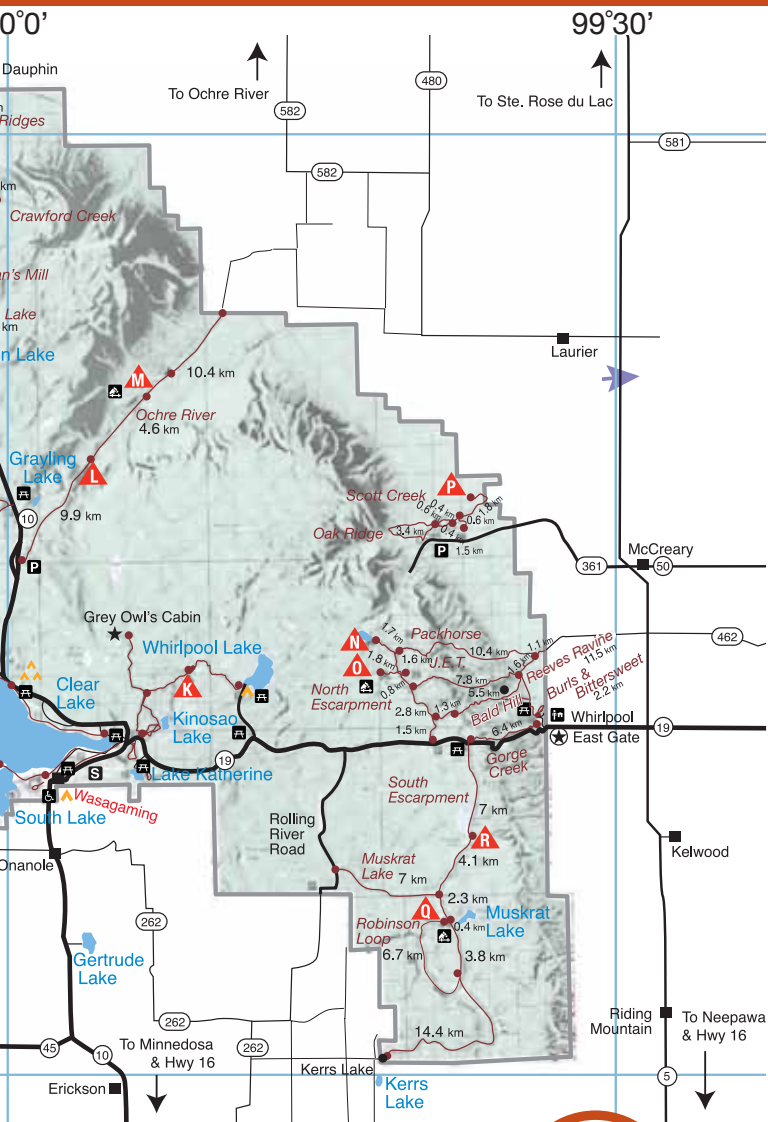 0°0'
99°30'
Dauphin
To Ochre River
480
To Ste. Rose du Lac
582
581
Ridges
582
km
Crawford Creek
an's Mill
Lake
km
n Lake
Laurier
M
10.4 km
Ochre River
4.6 km
Grayling
Lake
L
P
Scott Creek
0.4 km
1.8 km
0.6 km
0.6 km
10
9.9 km
Oak Ridge
3.4 km
0.4 km
P
1.5 km
McCreary
P
361
50
Grey Owl's Cabin
1.7 km
Packhorse
N
462
Whirlpool Lake
10.4 km
1.1 km
1.8 km
1.6 km
J.E.T.
O
Reeves Ravine
11.5 km
1.6 km
7.8 km
K
0.8 km
5.5 km
Burls &
Bittersweet
2.2 km
Clear
Lake
North
Escarpment
Bald Hill
2.8 km
1.3 km
Kinosao
Lake
Whirlpool
1.5 km
6.4 km
19
East Gate
19
Gorge
Creek
S
Lake Katherine
South
Escarpment
Wasagaming
7 km
South Lake
Rolling
River
Road
R
Kelwood
Onanole
Muskrat
Lake
7 km
4.1 km
2.3 km
262
Q
Muskrat
Lake
Robinson
Loop
0.4 km
Gertrude
Lake
6.7 km
3.8 km
Riding
Mountain
To Neepawa
& Hwy 16
262
14.4 km
45
10
To Minnedosa
& Hwy 16
262
Kerrs Lake
5
Erickson
Kerrs
Lake